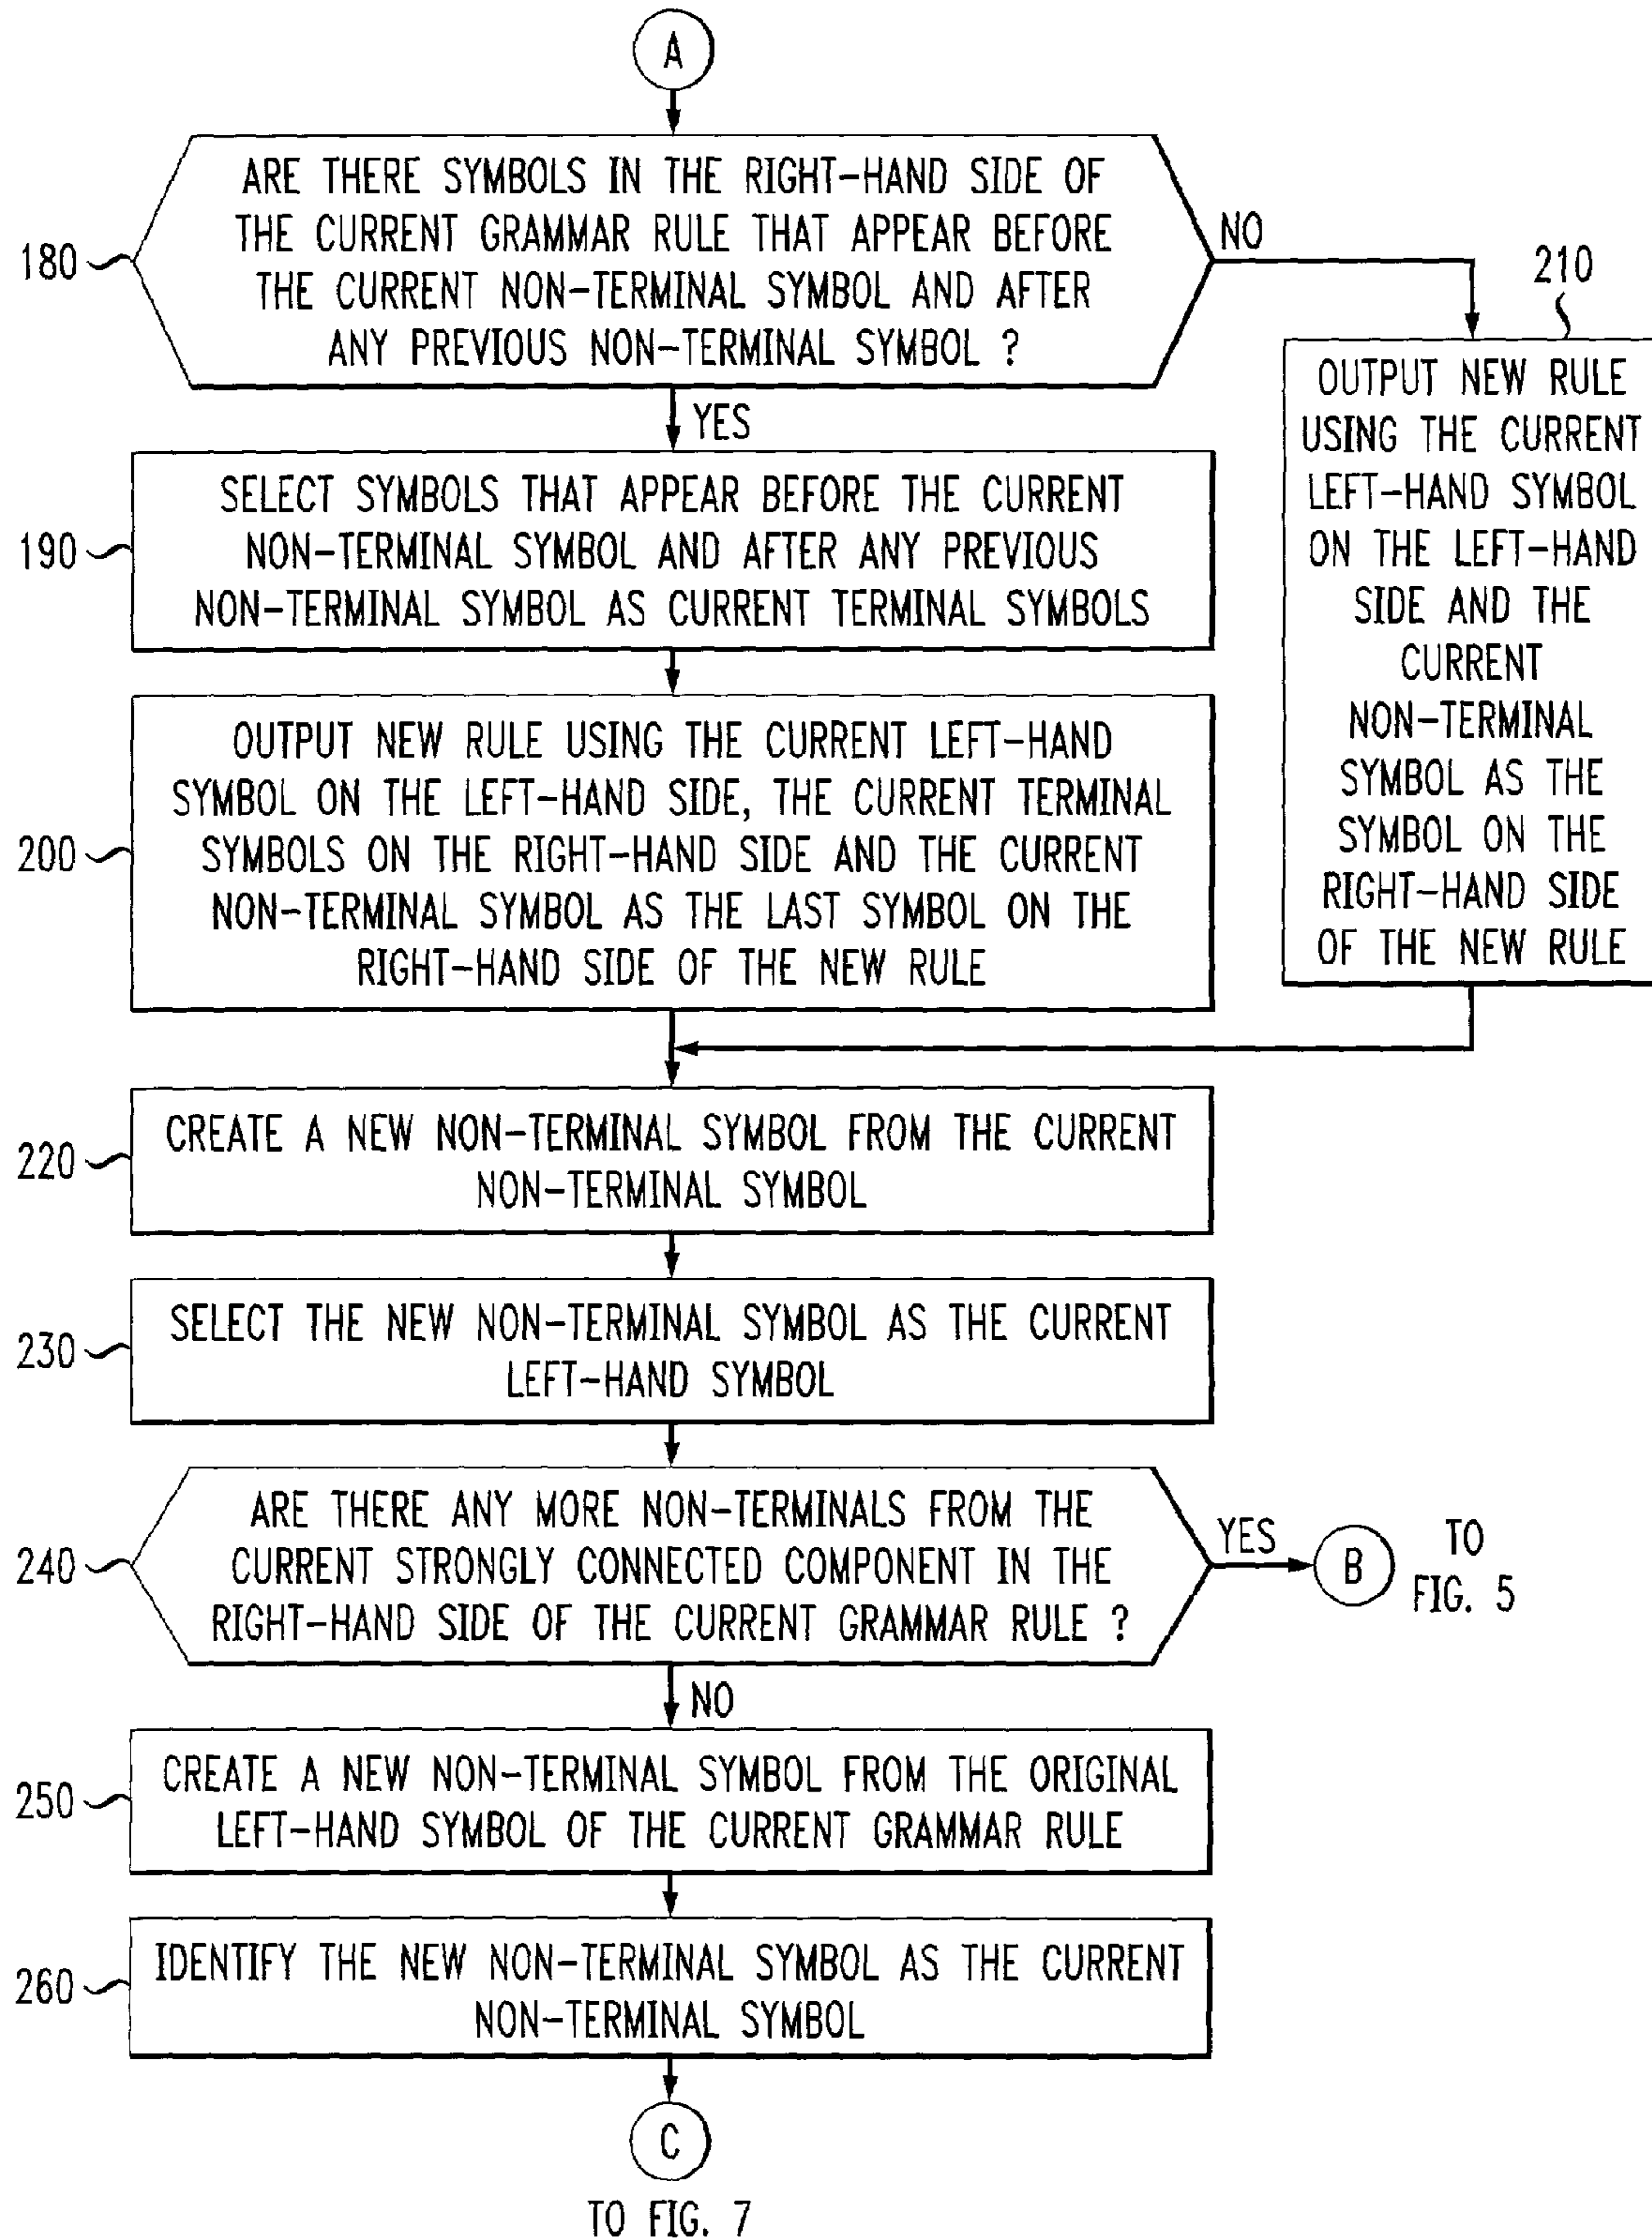 A
ARE THERE SYMBOLS IN THE RIGHT-HAND SIDE OF
THE CURRENT GRAMMAR RULE THAT APPEAR BEFORE
THE CURRENT NON-TERMINAL SYMBOL AND AFTER
ANY PREVIOUS NON-TERMINAL SYMBOL ?
180
NO
YES
210
OUTPUT NEW RULE
USING THE CURRENT
LEFT-HAND SYMBOL
ON THE LEFT-HAND
SIDE AND THE
CURRENT
NON-TERMINAL
SYMBOL AS THE
SYMBOL ON THE
RIGHT-HAND SIDE
OF THE NEW RULE
SELECT SYMBOLS THAT APPEAR BEFORE THE CURRENT
NON-TERMINAL SYMBOL AND AFTER ANY PREVIOUS
NON-TERMINAL SYMBOL AS CURRENT TERMINAL SYMBOLS
190
OUTPUT NEW RULE USING THE CURRENT LEFT-HAND
SYMBOL ON THE LEFT-HAND SIDE, THE CURRENT TERMINAL
SYMBOLS ON THE RIGHT-HAND SIDE AND THE CURRENT
NON-TERMINAL SYMBOL AS THE LAST SYMBOL ON THE
RIGHT-HAND SIDE OF THE NEW RULE
200
CREATE A NEW NON-TERMINAL SYMBOL FROM THE CURRENT
NON-TERMINAL SYMBOL
220
SELECT THE NEW NON-TERMINAL SYMBOL AS THE CURRENT
LEFT-HAND SYMBOL
230
ARE THERE ANY MORE NON-TERMINALS FROM THE
CURRENT STRONGLY CONNECTED COMPONENT IN THE
RIGHT-HAND SIDE OF THE CURRENT GRAMMAR RULE ?
240
YES
B
TO
FIG. 5
NO
CREATE A NEW NON-TERMINAL SYMBOL FROM THE ORIGINAL
LEFT-HAND SYMBOL OF THE CURRENT GRAMMAR RULE
250
IDENTIFY THE NEW NON-TERMINAL SYMBOL AS THE CURRENT
NON-TERMINAL SYMBOL
260
C
TO FIG. 7